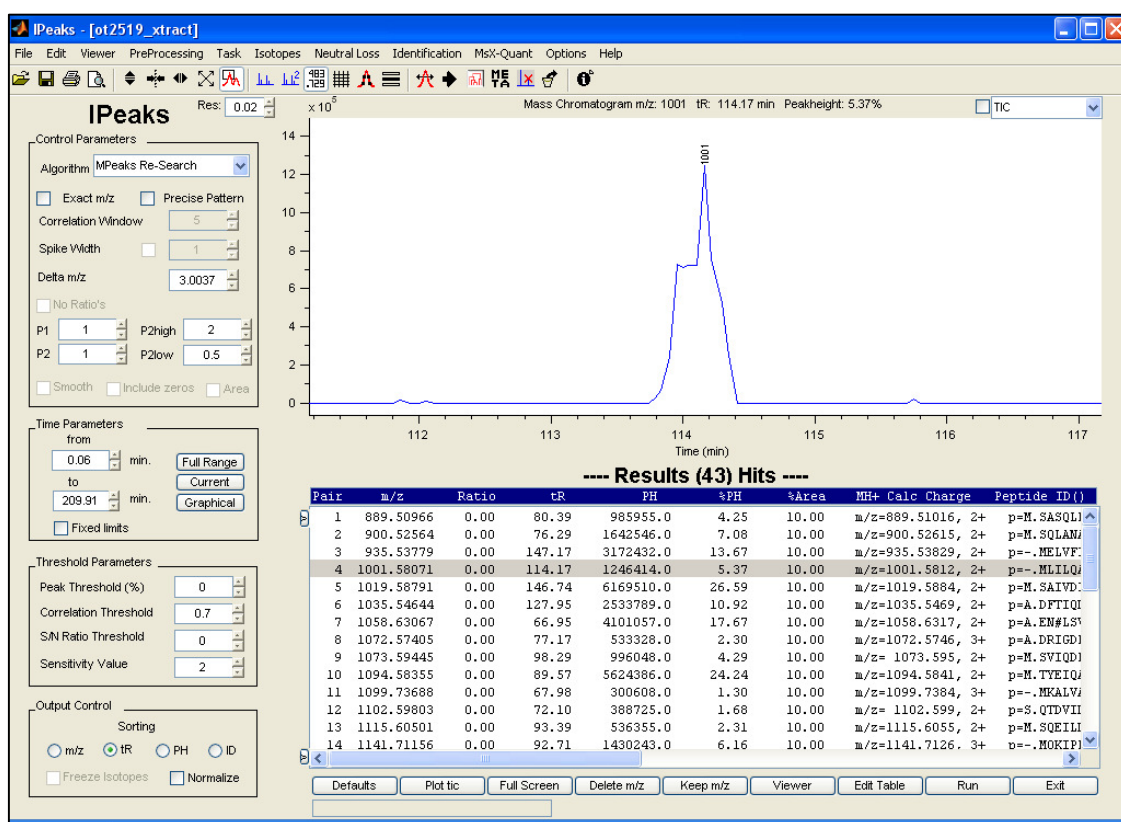 IPeaks - [ot2519_xtract]
File Edit Viewer PreProcessing Task Isotopes Neutral Loss Identification MsX-Quant Options Help
IPeaks
Res: 0.02
Control Parameters
Algorithm MPeaks Re-Search
Exact m/z Precise Pattern
Correlation Window 5
Spike Width 1
Delta m/z 3.0037
No Ratio's
P1 1 P2high 2
P2 1 P2low 0.5
Smooth Include zeros Area
Time Parameters
from
0.06 min. Full Range
to Current
209.91 min. Graphical
Fixed limits
Threshold Parameters
Peak Threshold (%) 0
Correlation Threshold 0.7
S/N Ratio Threshold 0
Sensitivity Value 2
Output Control
Sorting
m/z tR PH ID
Freeze Isotopes Normalize
x 10^5 Mass Chromatogram m/z: 1001 tR: 114.17 min Peakheight: 5.37% TIC
14
12
10
8
6
4
2
0
1001
112 113 114 115 116 117
Time (min)
---- Results (43) Hits ----
Pair m/z Ratio tR PH %PH %Area MH+ Calc Charge Peptide ID()
1 889.50966 0.00 80.39 985955.0 4.25 10.00 m/z=889.51016, 2+ p=M.SASQL
2 900.52564 0.00 76.29 1642546.0 7.08 10.00 m/z=900.52615, 2+ p=M.SQLAN
3 935.53779 0.00 147.17 3172432.0 13.67 10.00 m/z=935.53829, 2+ p=-.MELVF
4 1001.58071 0.00 114.17 1246414.0 5.37 10.00 m/z=1001.5812, 2+ p=-.MLILQ
5 1019.58791 0.00 146.74 6169510.0 26.59 10.00 m/z=1019.5884, 2+ p=M.SAIVD
6 1035.54644 0.00 127.95 2533789.0 10.92 10.00 m/z=1035.5469, 2+ p=A.DFTIQ
7 1058.63067 0.00 66.95 4101057.0 17.67 10.00 m/z=1058.6317, 2+ p=A.EN#LS
8 1072.57405 0.00 77.17 533328.0 2.30 10.00 m/z=1072.5746, 3+ p=A.DRIGD
9 1073.59445 0.00 98.29 996048.0 4.29 10.00 m/z= 1073.595, 2+ p=M.SVIQD
10 1094.58355 0.00 89.57 5624386.0 24.24 10.00 m/z=1094.5841, 2+ p=M.TYEIQ
11 1099.73688 0.00 67.98 300608.0 1.30 10.00 m/z=1099.7384, 3+ p=-.MKALV
12 1102.59803 0.00 72.10 388725.0 1.68 10.00 m/z= 1102.599, 2+ p=S.QTDVI
13 1115.60501 0.00 93.39 536355.0 2.31 10.00 m/z=1115.6055, 2+ p=M.SQEIL
14 1141.71156 0.00 92.71 1430243.0 6.16 10.00 m/z=1141.7126, 3+ p=-.MQKIP
Defaults Plot tic Full Screen Delete m/z Keep m/z Viewer Edit Table Run Exit